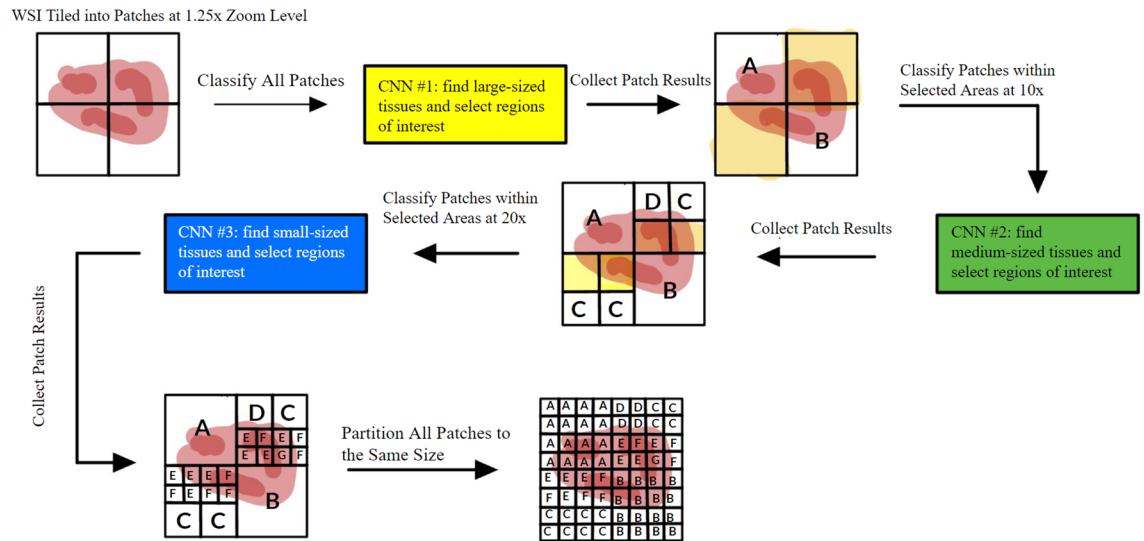 WSI Tiled into Patches at 1.25x Zoom Level
Classify All Patches
CNN #1: find large-sized
tissues and select regions
of interest
Collect Patch Results
A
B
Classify Patches within
Selected Areas at 10x
CNN #2: find
medium-sized tissues and
select regions of interest
Collect Patch Results
D C
A
B
C C
Classify Patches within
Selected Areas at 20x
CNN #3: find small-sized
tissues and select regions
of interest
Collect Patch Results
D C
A
E F E F
E E G F
E E E F
F E F F
B
C C
Partition All Patches to
the Same Size
A A A A D D C C
A A A A D D C C
A A A A E F E F
A A A A E E G F
E E E F B B B B
F E F F B B B B
C C C C B B B B
C C C C B B B B